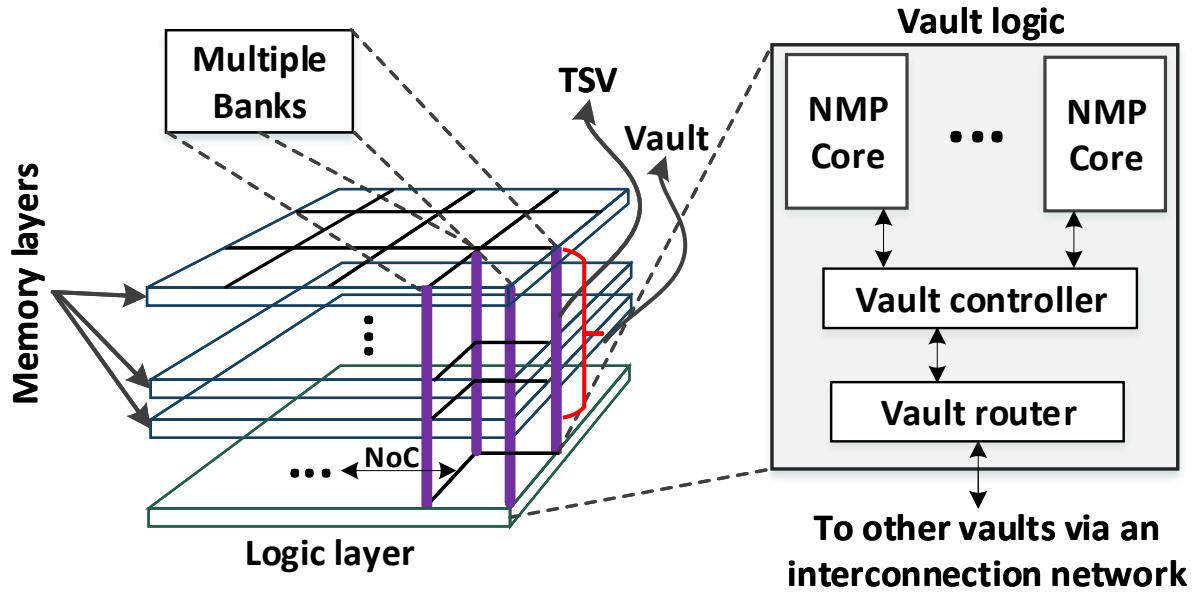 Vault logic
Multiple
Banks
TSV
Vault
NMP
Core
...
NMP
Core
Memory layers
Vault controller
Vault router
NoC
Logic layer
To other vaults via an
interconnection network